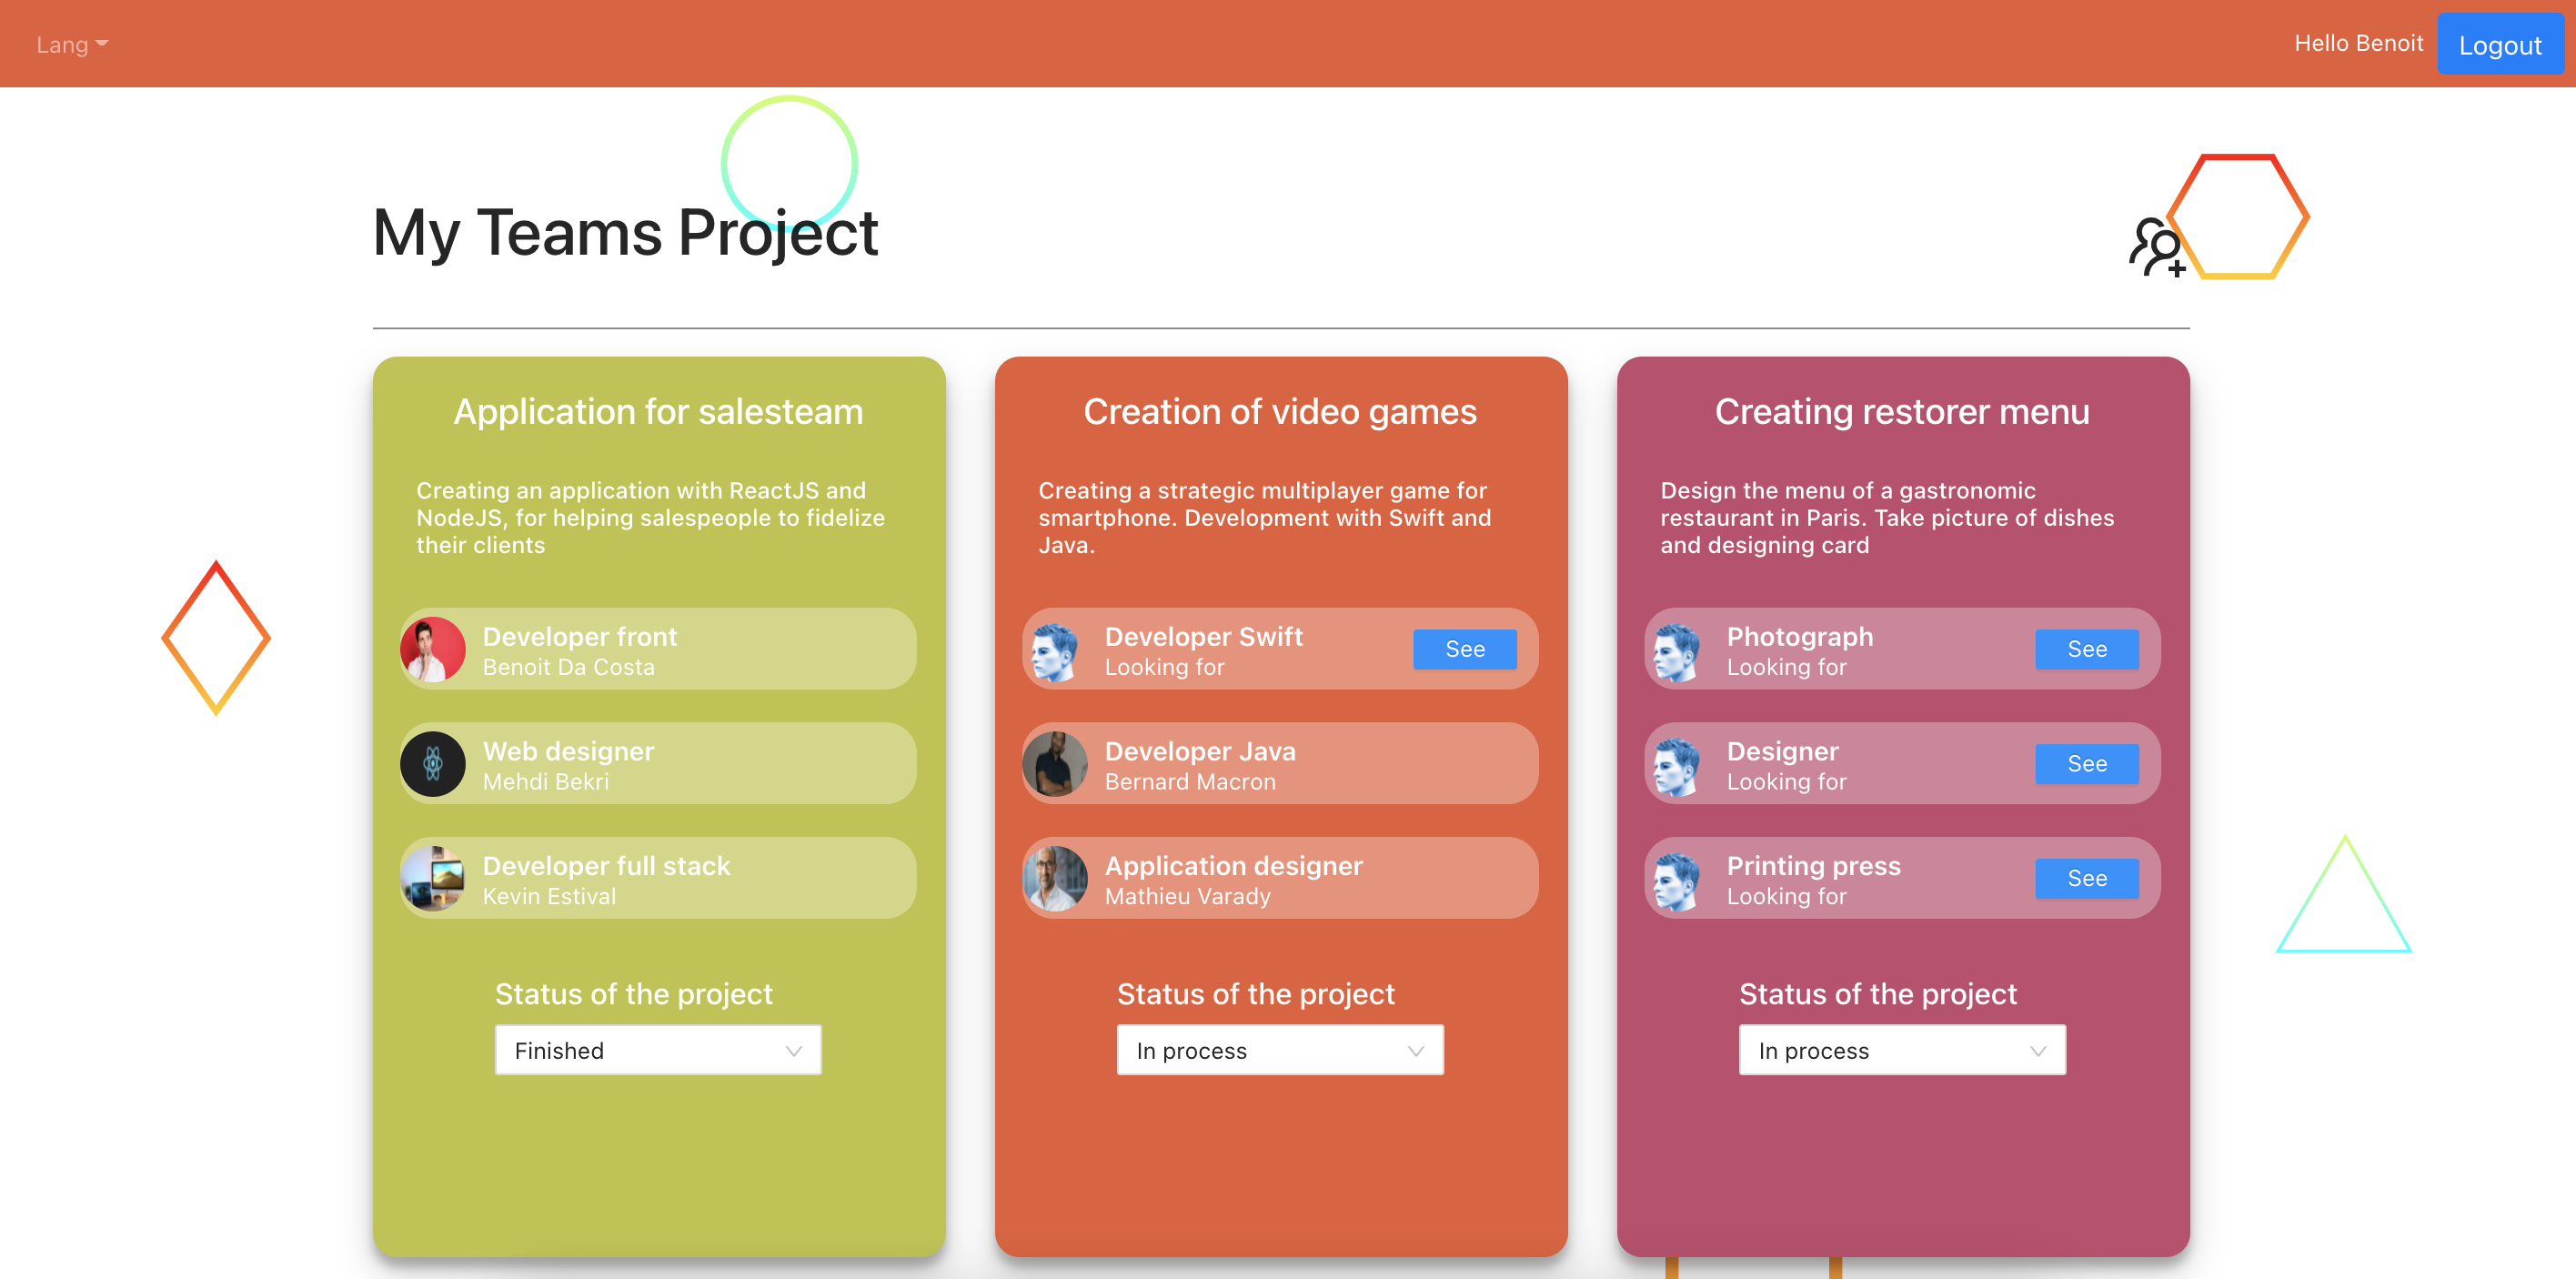 Lang
Hello Benoit
Logout
My Teams Project
Application for salesteam
Creating an application with ReactJS and
NodeJS, for helping salespeople to fidelize
their clients
Developer front
Benoit Da Costa
Web designer
Mehdi Bekri
Developer full stack
Kevin Estival
Status of the project
Finished
Creation of video games
Creating a strategic multiplayer game for
smartphone. Development with Swift and
Java.
Developer Swift
Looking for
See
Developer Java
Bernard Macron
Application designer
Mathieu Varady
Status of the project
In process
Creating restorer menu
Design the menu of a gastronomic
restaurant in Paris. Take picture of dishes
and designing card
Photograph
Looking for
See
Designer
Looking for
See
Printing press
Looking for
See
Status of the project
In process